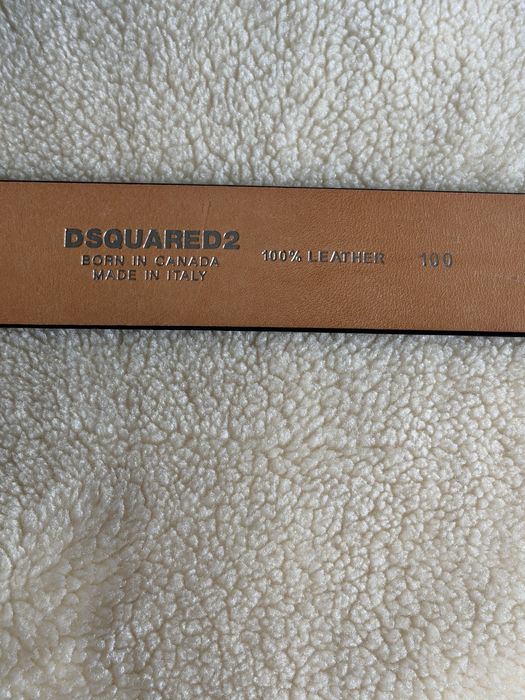 DSQUARED2
BORN IN CANADA
MADE IN ITALY
100% LEATHER
100